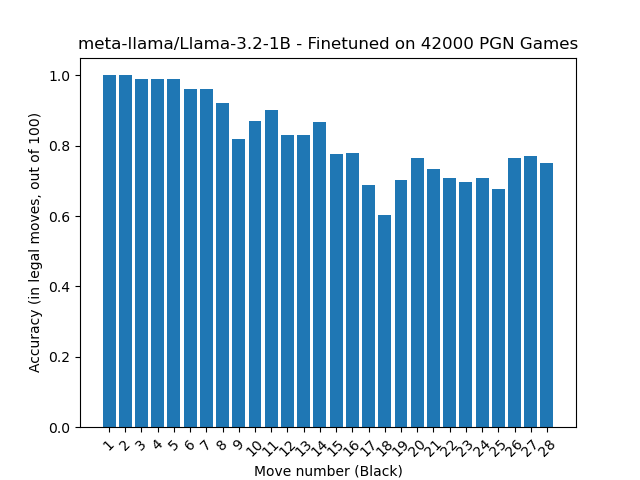 meta-llama/Llama-3.2-1B - Finetuned on 42000 PGN Games
Accuracy (in legal moves, out of 100)
1.0
0.8
0.6
0.4
0.2
0.0
1 2 3 4 5 6 7 8 9 10 11 12 13 14 15 16 17 18 19 20 21 22 23 24 25 26 27 28
Move number (Black)